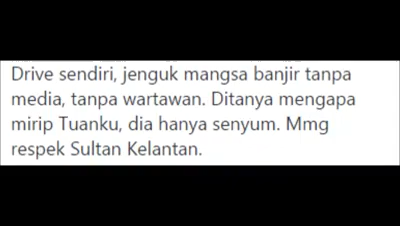 Drive sendiri, jenguk mangsa banjir tanpa
media, tanpa wartawan. Ditanya mengapa
mirip Tuanku, dia hanya senyum. Mmg
respek Sultan Kelantan.